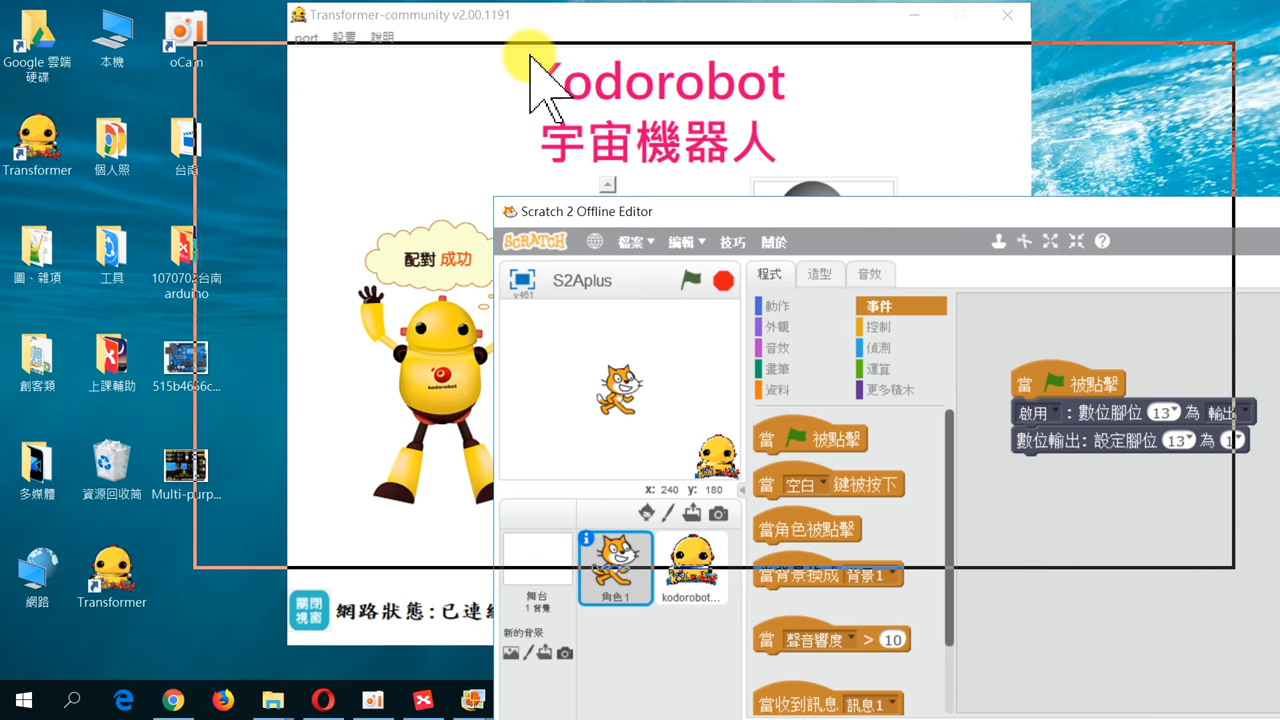 Google 雲端
硬碟
本機
oCam
Transformer
個人照
台南
圖、雜項
工具
1070702台南
arduino
創客類
上課輔助
515b4656c...
多媒體
資源回收筒
Multi-purp...
網路
Transformer
Transformer-community v2.00.1191
port 設置 說明
Kodorobot
宇宙機器人
配對 成功
kodorobot
關閉
視窗
網路狀態:已連
Scratch 2 Offline Editor
SCRATCH 檔案 編輯 技巧 關於
v461
S2Aplus
程式 造型 音效
動作 事件
外觀 控制
音效 偵測
畫筆 運算
資料 更多積木
當 被點擊
當 空白 鍵被按下
當角色被點擊
當背景換成 背景1
當 聲音響度 > 10
當收到訊息 訊息1
當 被點擊
啟用 : 數位腳位 13 為 輸出
數位輸出: 設定腳位 13 為 1
x: 240 y: 180
舞台
1 背景
新的背景
角色1
kodorobot...